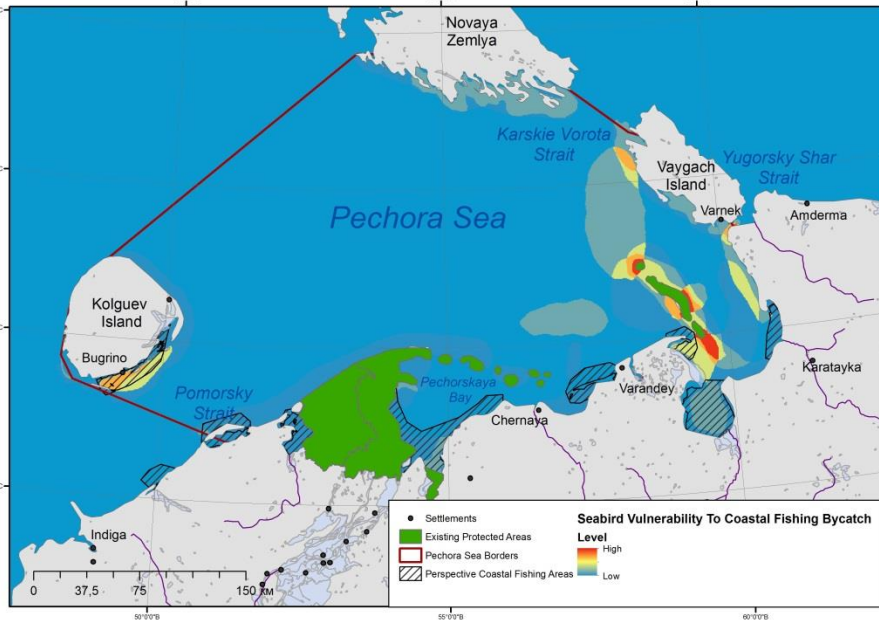 Novaya
Zemlya
Karskie Vorota
Strait
Yugorsky Shar
Strait
Vaygach
Island
Varnek
Amderma
Pechora Sea
Kolguev
Island
Bugrino
Pomorsky
Strait
Pechorskaya
Bay
Varandey
Karatayka
Chernaya
Indiga
Settlements
Existing Protected Areas
Pechora Sea Borders
Perspective Coastal Fishing Areas
Seabird Vulnerability To Coastal Fishing Bycatch
Level
High
Low
0 37,5 75 150 км
50°0'0"В 55°0'0"В 60°0'0"В